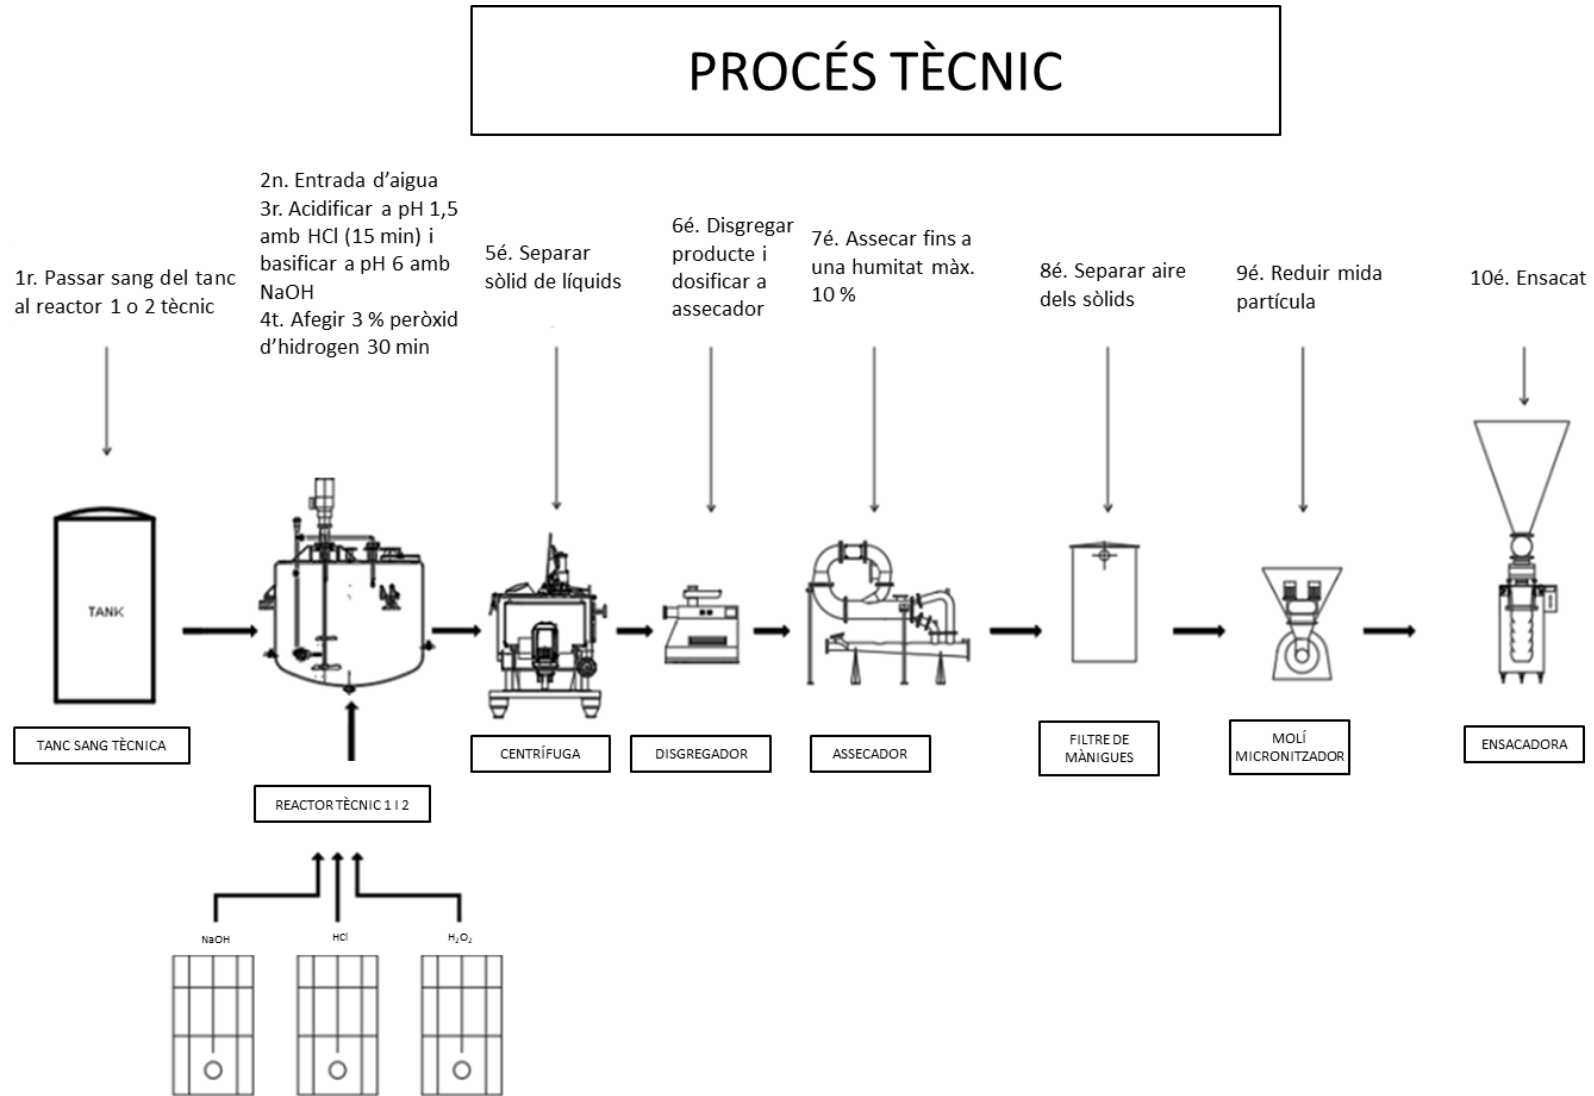 PROCÉS TÈCNIC
1r. Passar sang del tanc
al reactor 1 o 2 tècnic
2n. Entrada d’aigua
3r. Acidificar a pH 1,5
amb HCl (15 min) i
basificar a pH 6 amb
NaOH
4t. Afegir 3 % peròxid
d’hidrogen 30 min
5é. Separar
sòlid de líquids
6é. Disgregar
producte i
dosificar a
assecador
7é. Assecar fins a
una humitat màx.
10 %
8é. Separar aire
dels sòlids
9é. Reduir mida
partícula
10é. Ensacat
TANK
TANC SANG TÈCNICA
REACTOR TÈCNIC 1 I 2
CENTRÍFUGA
DISGREGADOR
ASSECADOR
FILTRE DE
MÀNIGUES
MOLÍ
MICRONITZADOR
ENSACADORA
NaOH
HCl
H₂O₂